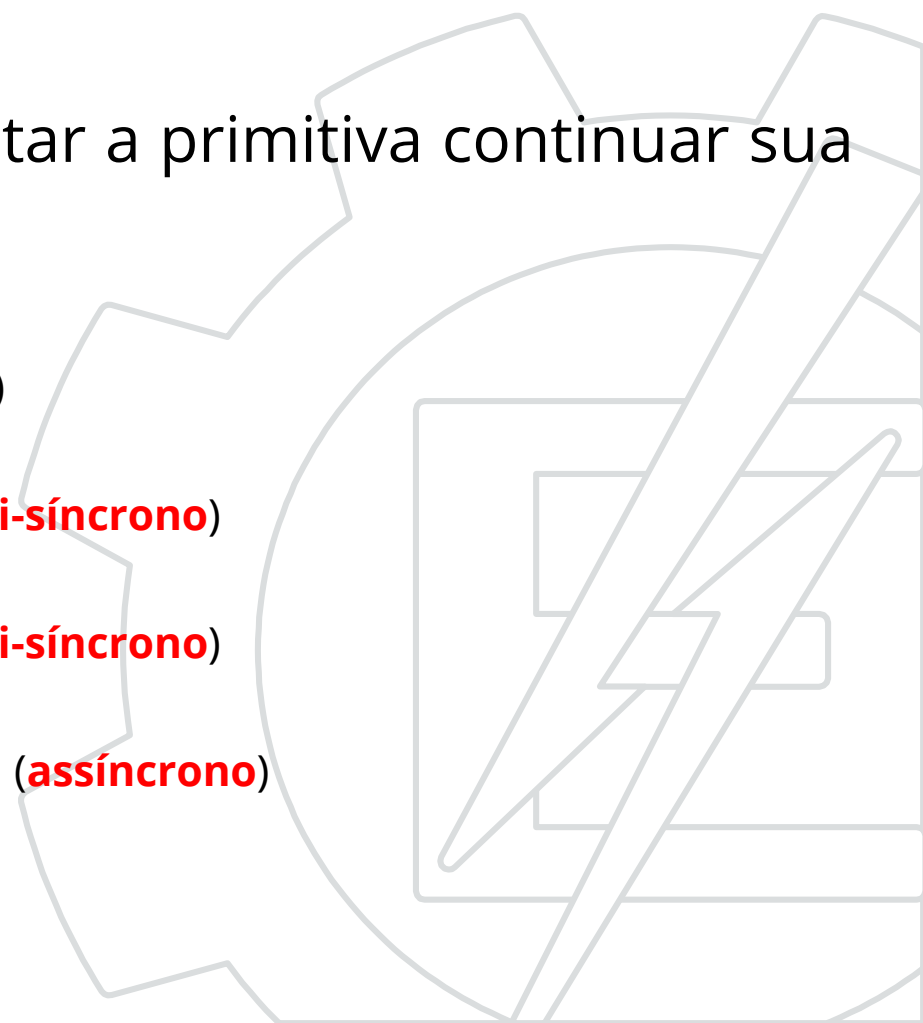 tar a primitiva continuar sua
)
i-síncrono)
i-síncrono)
(assíncrono)